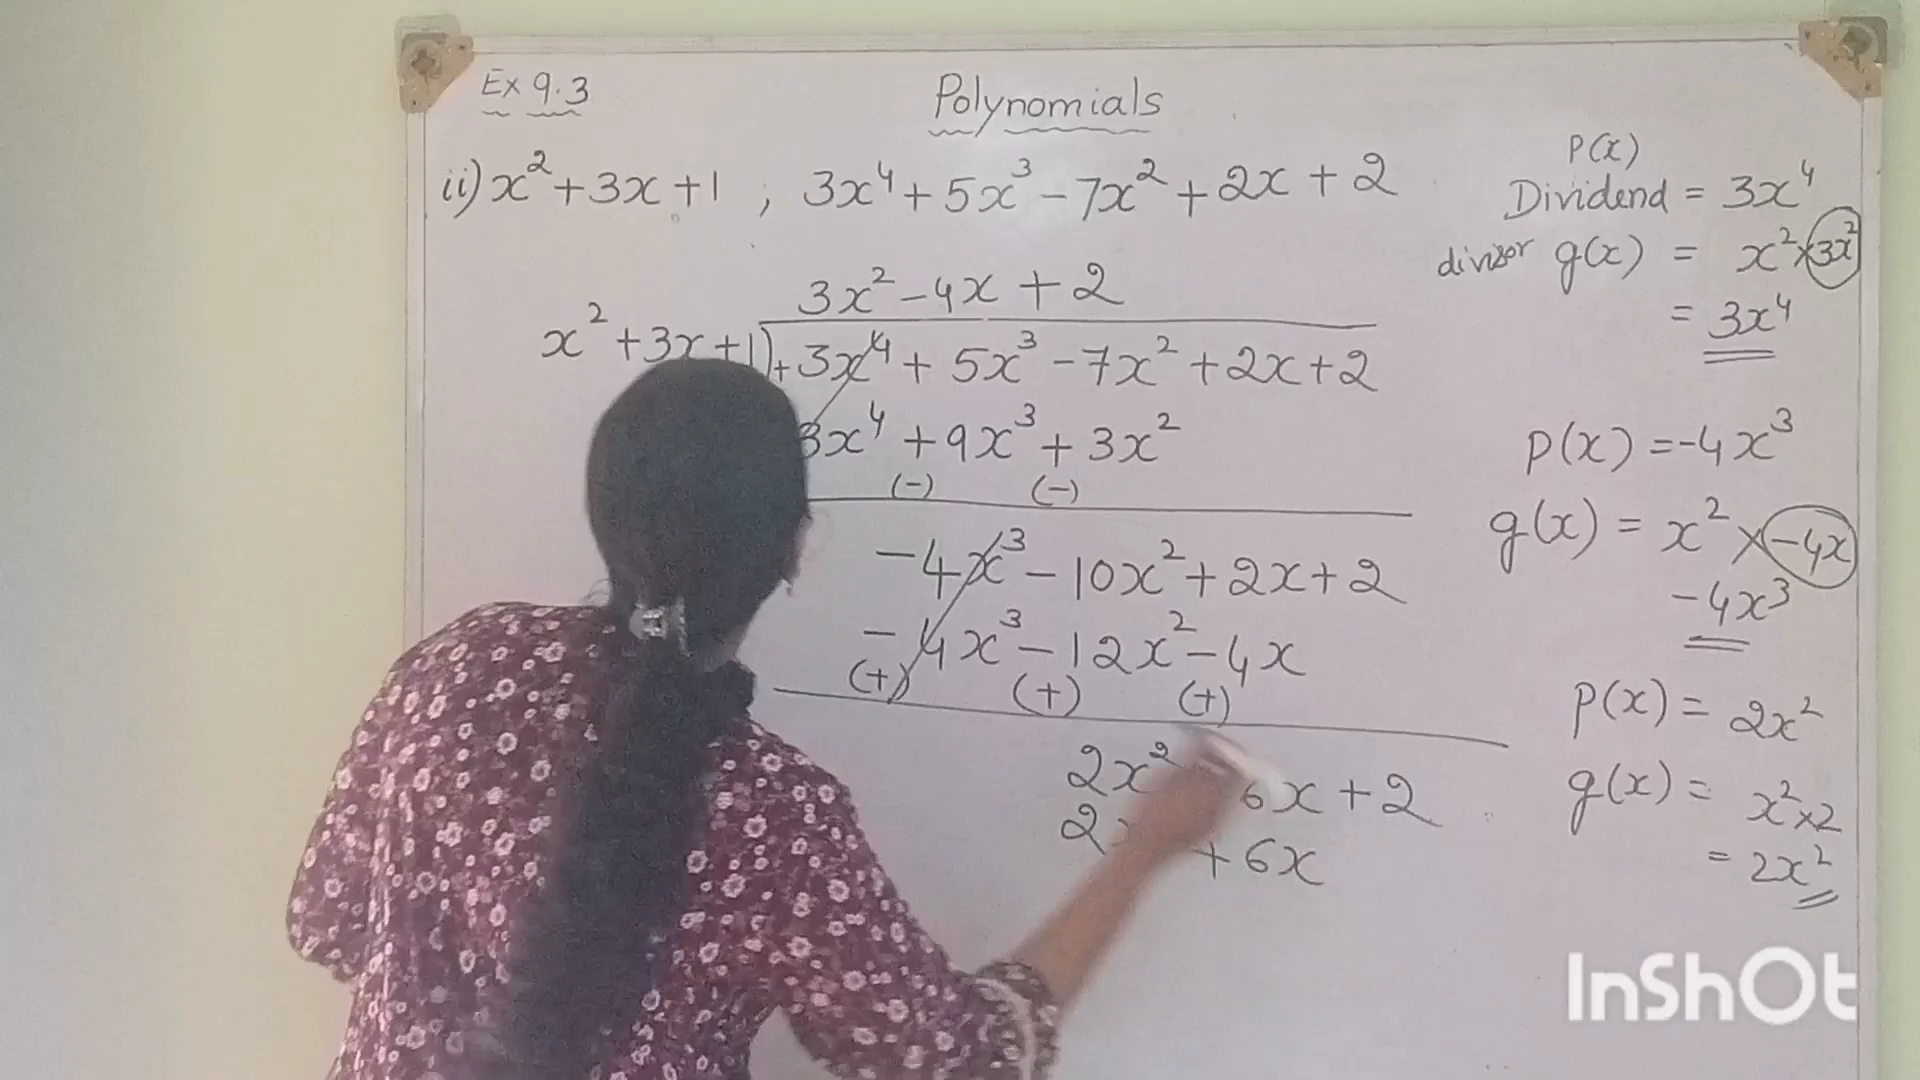 Ex 9.3
Polynomials
ii) x² + 3x + 1 , 3x⁴ + 5x³ - 7x² + 2x + 2
3x² - 4x + 2
x² + 3x + 1) 3x⁴ + 5x³ - 7x² + 2x + 2
+
3x⁴ + 9x³ + 3x²
(-) (-)
-4x³ - 10x² + 2x + 2
-4x³ - 12x² - 4x
(+) (+) (+)
2x² 6x + 2
2x + 6x
P(x)
Dividend = 3x⁴
divisor g(x) = x² × 3x²
= 3x⁴
P(x) = -4x³
g(x) = x² × -4x
-4x³
P(x) = 2x²
g(x) = x² × 2
= 2x²
InShOt